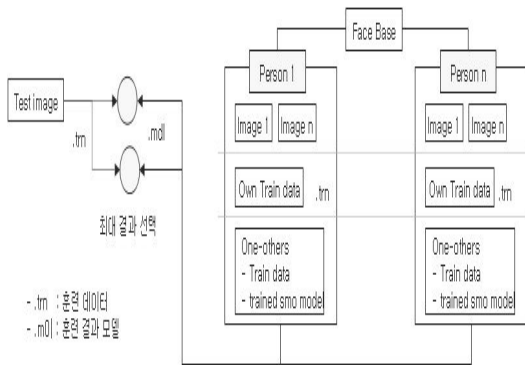 Face Base
Person 1
Person n
Test image
Image 1
Image n
Image 1
Image n
.trn
.mdl
Own Train data
.trn
Own Train data
.trn
최대 결과 선택
One-others
- Train data
- trained smo model
One-others
- Train data
- trained smo model
- .trn : 훈련 데이터
- .m이 : 훈련 결과 모델